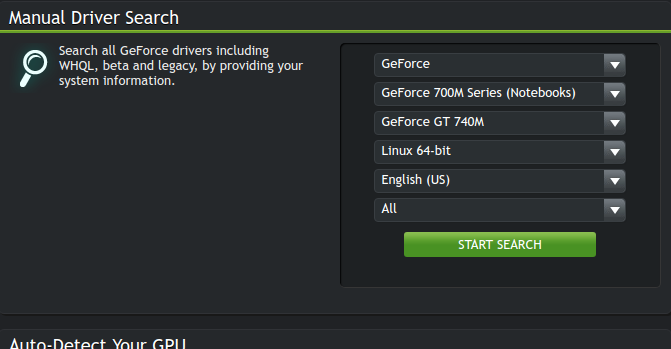 Manual Driver Search
Search all GeForce drivers including
WHQL, beta and legacy, by providing your
system information.
GeForce
GeForce 700M Series (Notebooks)
GeForce GT 740M
Linux 64-bit
English (US)
All
START SEARCH
Auto-Detect Your GPU